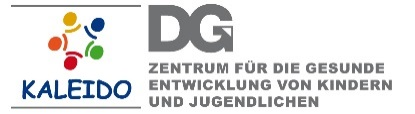 KALEIDO
DG
ZENTRUM FÜR DIE GESUNDE
ENTWICKLUNG VON KINDERN
UND JUGENDLICHEN